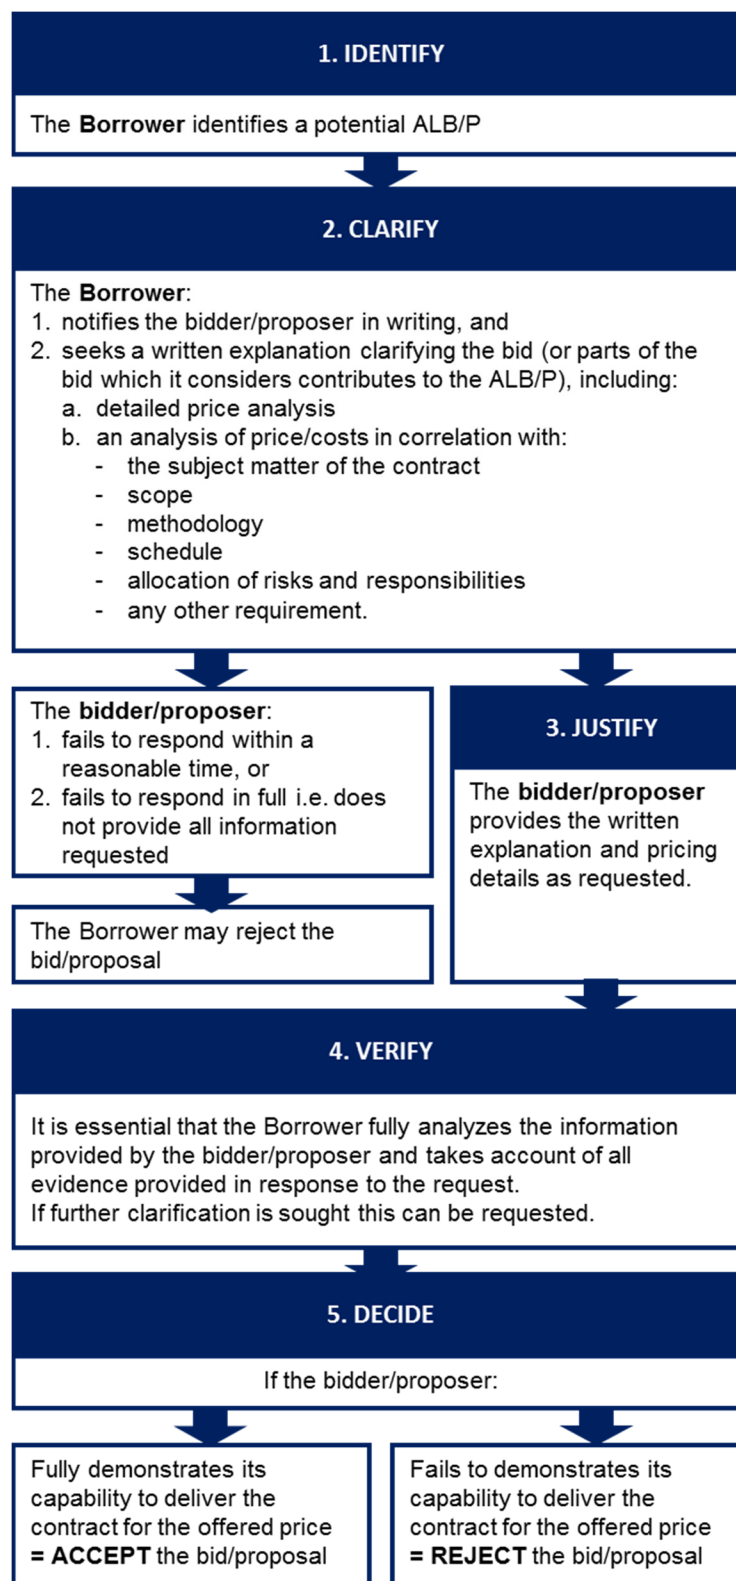 1. IDENTIFY
The Borrower identifies a potential ALB/P
2. CLARIFY
The Borrower:
1. notifies the bidder/proposer in writing, and
2. seeks a written explanation clarifying the bid (or parts of the
bid which it considers contributes to the ALB/P), including:
a. detailed price analysis
b. an analysis of price/costs in correlation with:
- the subject matter of the contract
- scope
- methodology
- schedule
- allocation of risks and responsibilities
- any other requirement.
The bidder/proposer:
1. fails to respond within a
reasonable time, or
2. fails to respond in full i.e. does
not provide all information
requested
The Borrower may reject the
bid/proposal
3. JUSTIFY
The bidder/proposer
provides the written
explanation and pricing
details as requested.
4. VERIFY
It is essential that the Borrower fully analyzes the information
provided by the bidder/proposer and takes account of all
evidence provided in response to the request.
If further clarification is sought this can be requested.
5. DECIDE
If the bidder/proposer:
Fully demonstrates its
capability to deliver the
contract for the offered price
= ACCEPT the bid/proposal
Fails to demonstrates its
capability to deliver the
contract for the offered price
= REJECT the bid/proposal